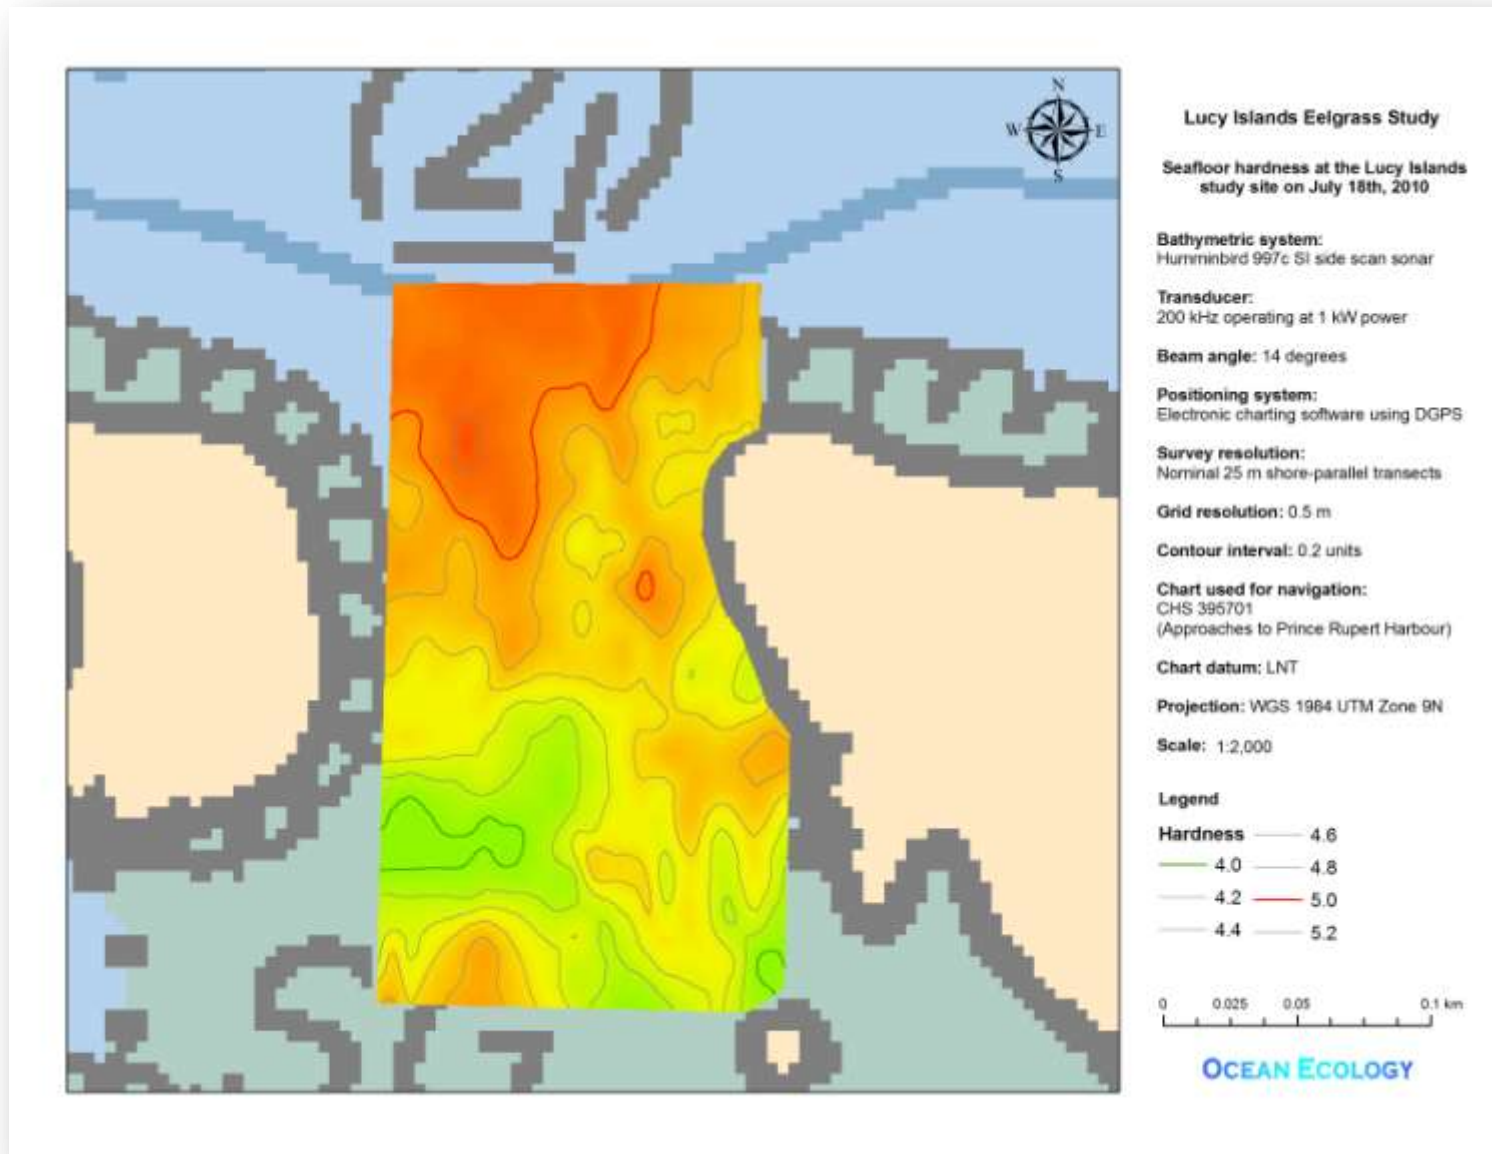 N
W E
S
Lucy Islands Eelgrass Study
Seafloor hardness at the Lucy Islands
study site on July 18th, 2010
Bathymetric system:
Humminbird 997c SI side scan sonar
Transducer:
200 kHz operating at 1 kW power
Beam angle: 14 degrees
Positioning system:
Electronic charting software using DGPS
Survey resolution:
Nominal 25 m shore-parallel transects
Grid resolution: 0.5 m
Contour interval: 0.2 units
Chart used for navigation:
CHS 395701
(Approaches to Prince Rupert Harbour)
Chart datum: LNT
Projection: WGS 1984 UTM Zone 9N
Scale: 1:2,000
Legend
Hardness 4.6
4.0 4.8
4.2 5.0
4.4 5.2
0 0.025 0.05 0.1 km
OCEAN ECOLOGY